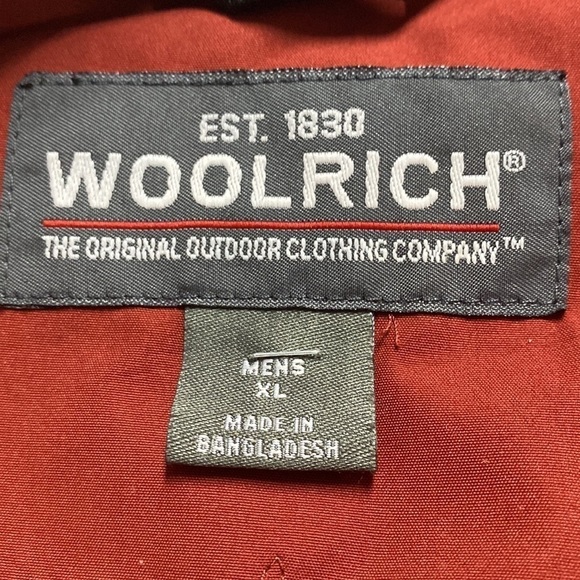 EST. 1830
WOOLRICH®
THE ORIGINAL OUTDOOR CLOTHING COMPANY™
MENS
XL
MADE IN
BANGLADESH